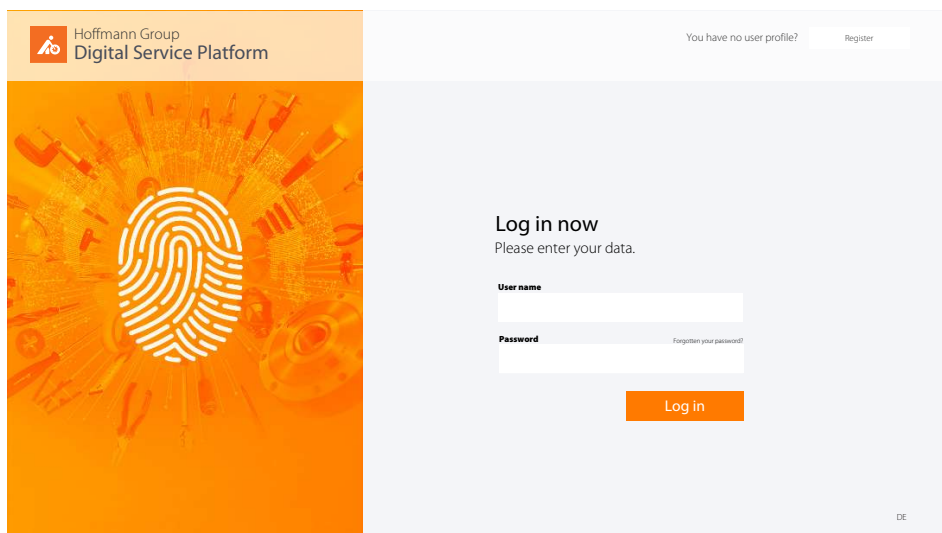 Hoffmann Group
Digital Service Platform
You have no user profile?
Register
Log in now
Please enter your data.
User name
Password
Forgotten your password?
Log in
DE